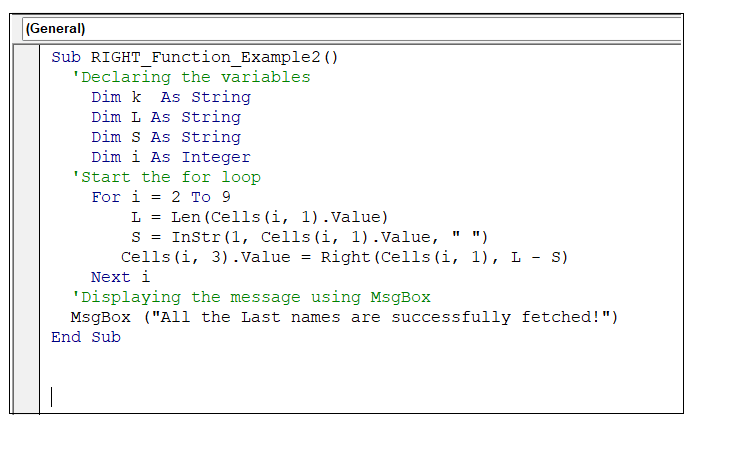 (General)
Sub RIGHT_Function_Example2()
'Declaring the variables
Dim k  As String
Dim L As String
Dim S As String
Dim i As Integer
'Start the for loop
For i = 2 To 9
L = Len(Cells(i, 1).Value)
S = InStr(1, Cells(i, 1).Value, " ")
Cells(i, 3).Value = Right(Cells(i, 1), L - S)
Next i
'Displaying the message using MsgBox
MsgBox ("All the Last names are successfully fetched!")
End Sub